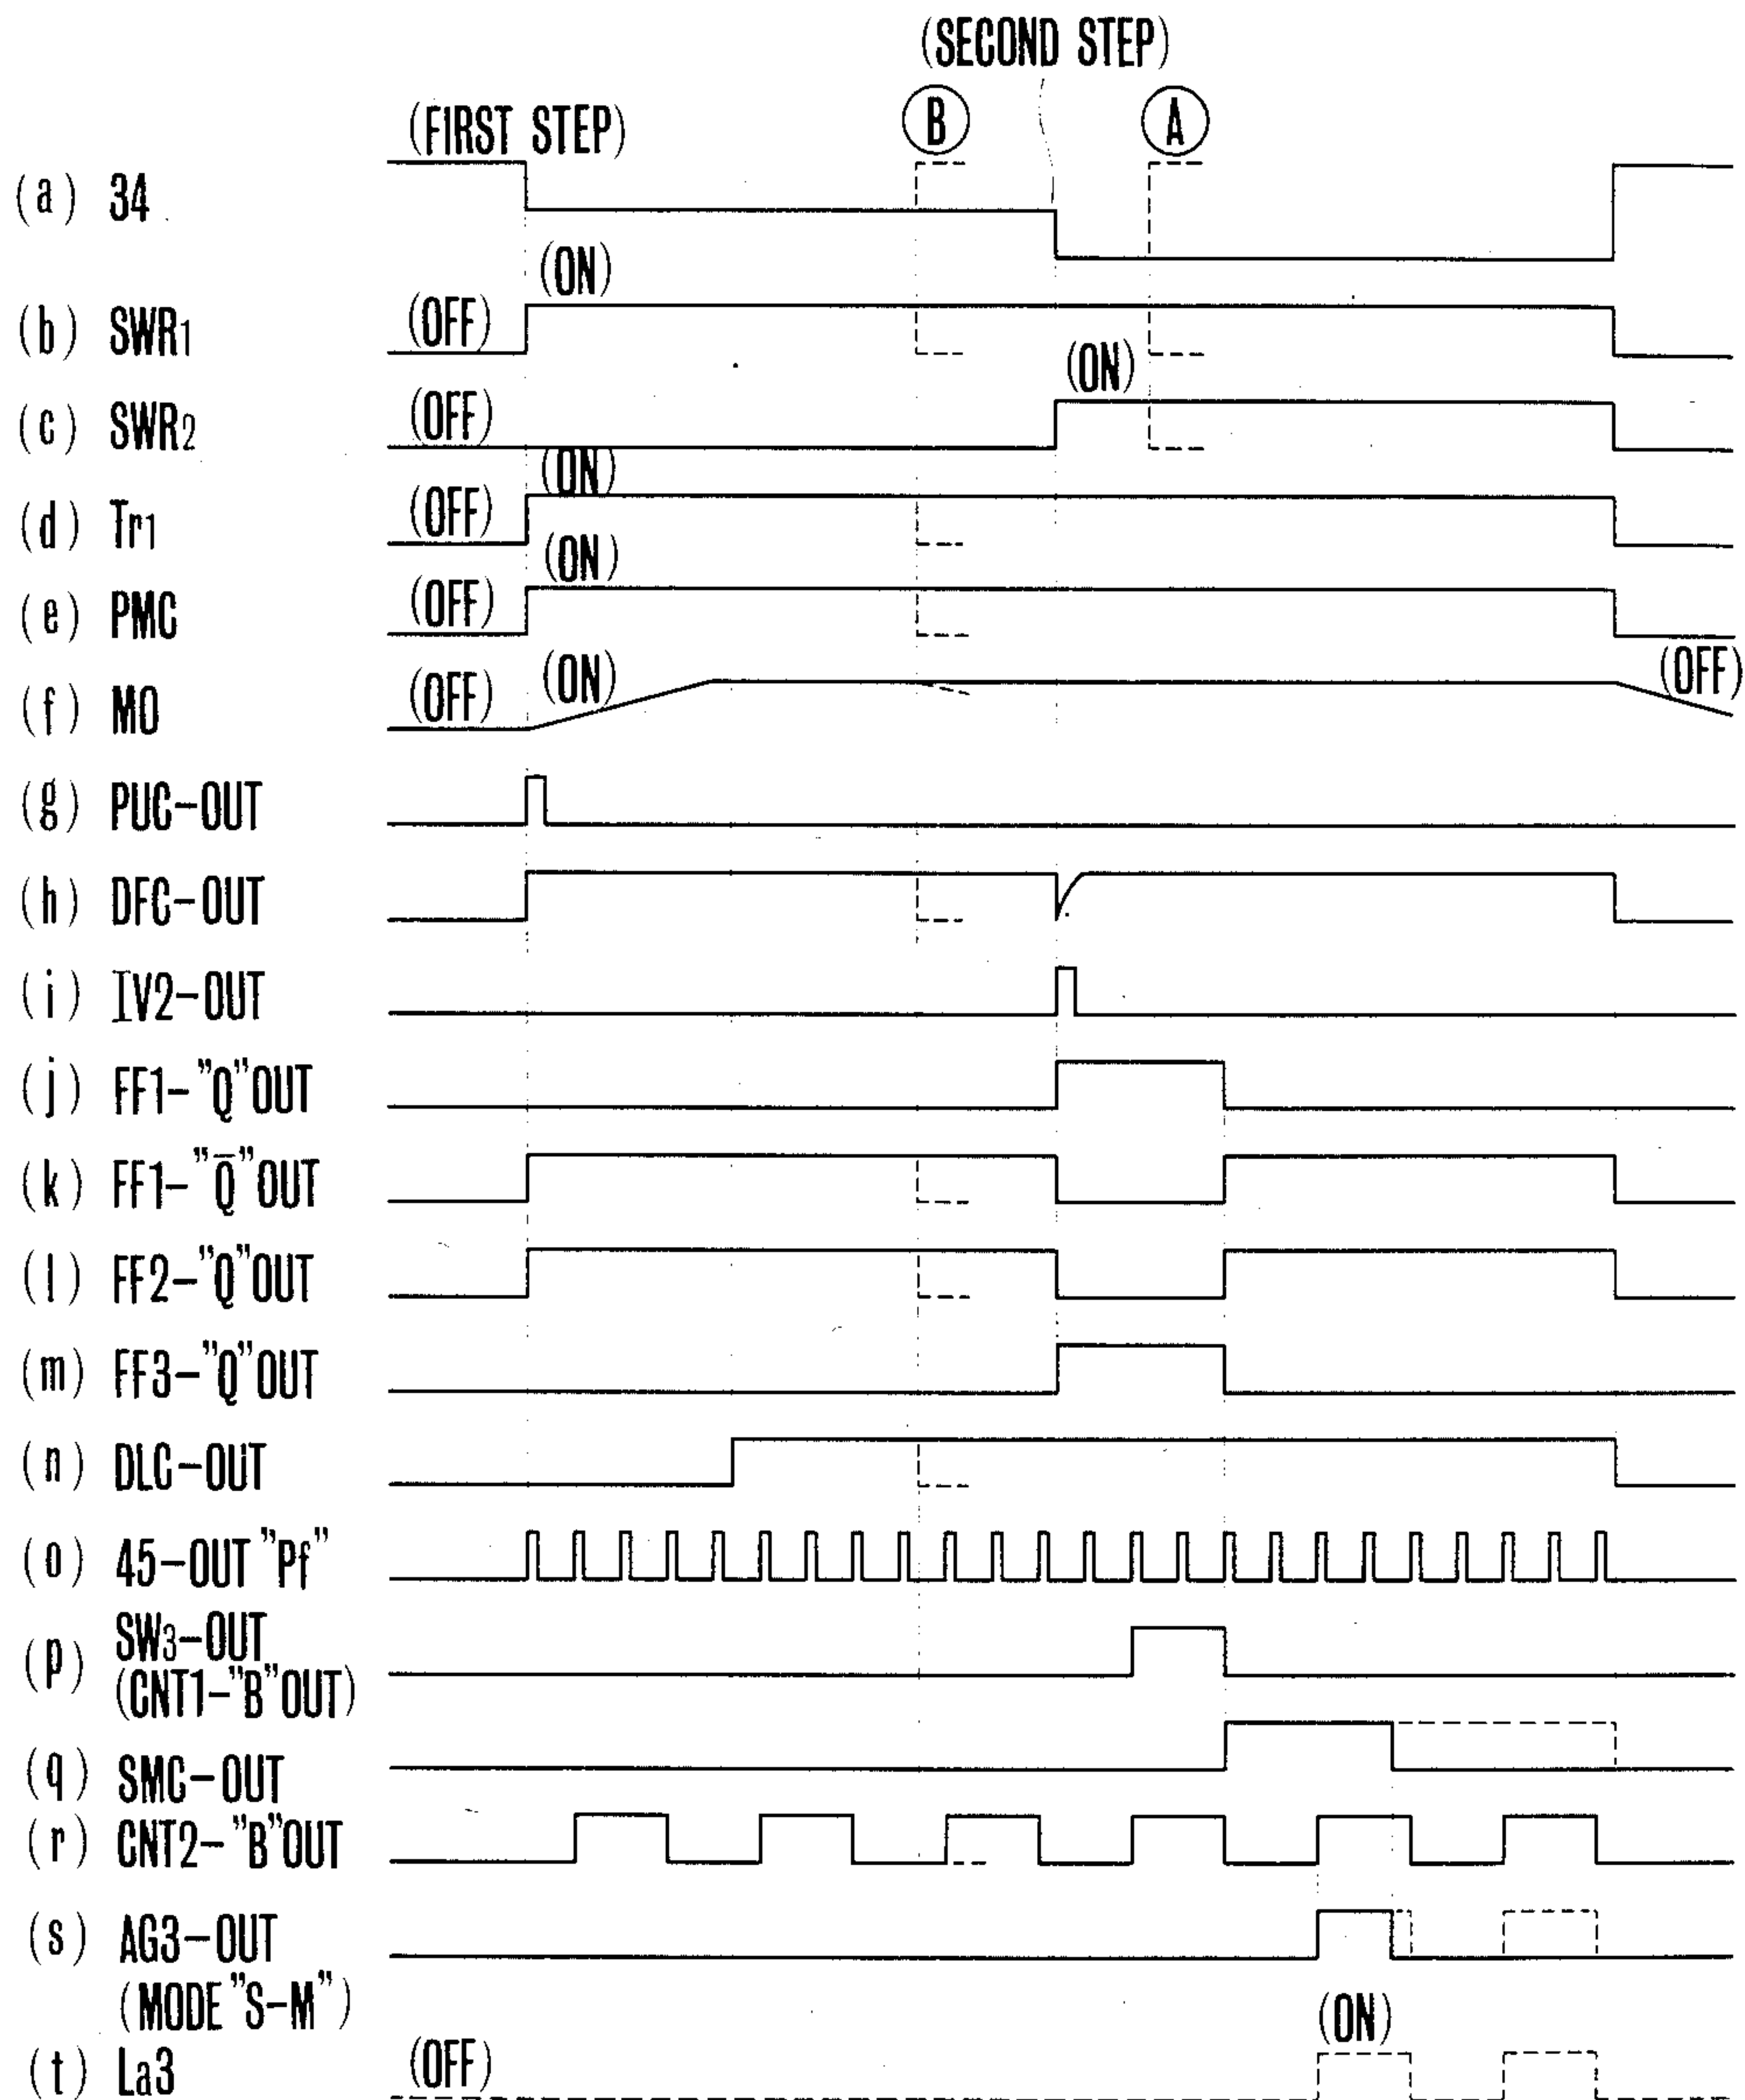 (SECOND STEP)
(FIRST STEP)
B
A
(a) 34
(ON)
(b) SWR1
(OFF)
(ON)
(c) SWR2
(OFF)
(ON)
(d) Tr1
(OFF)
(ON)
(e) PMC
(OFF)
(f) MO
(OFF)
(ON)
(OFF)
(g) PUC-OUT
(h) DFC-OUT
(i) IV2-OUT
(j) FF1-"Q"OUT
(k) FF1-"Q̄"OUT
(l) FF2-"Q"OUT
(m) FF3-"Q"OUT
(n) DLC-OUT
(o) 45-OUT "Pf"
(p) SW3-OUT
(CNT1-"B"OUT)
(q) SMC-OUT
(r) CNT2-"B"OUT
(s) AG3-OUT
(MODE "S-M")
(ON)
(t) La3
(OFF)